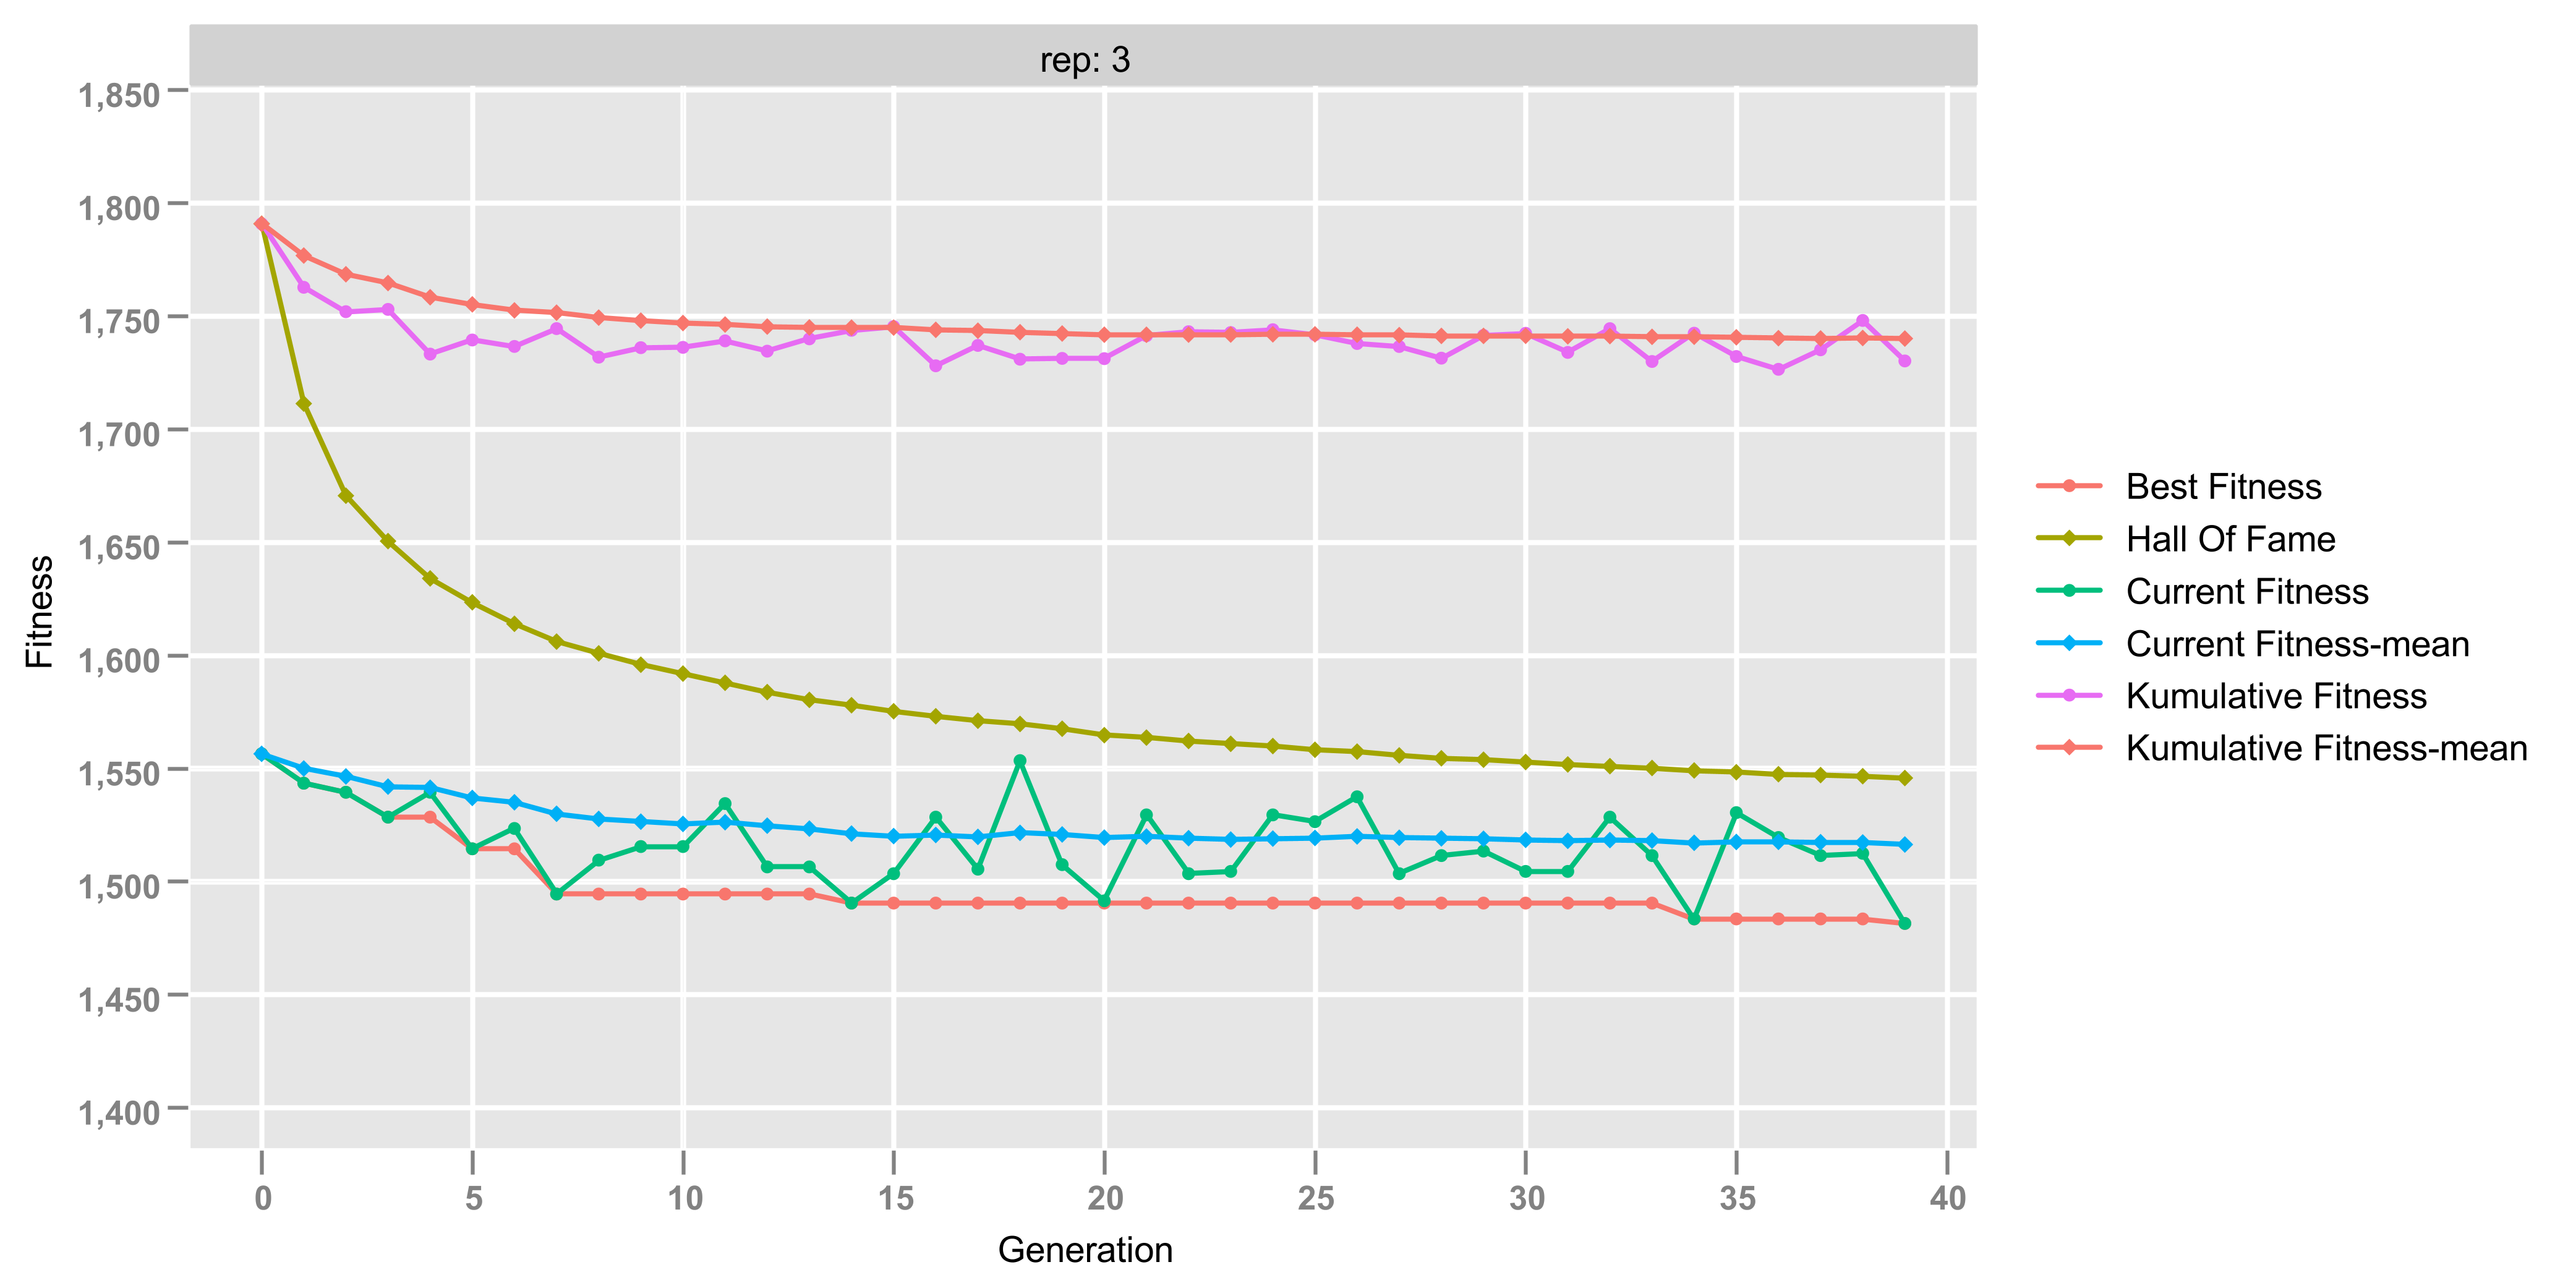 rep: 3
1,850
1,800
1,750
1,700
1,650
1,600
1,550
1,500
1,450
1,400
Fitness
0 5 10 15 20 25 30 35 40
Generation
Best Fitness
Hall Of Fame
Current Fitness
Current Fitness-mean
Kumulative Fitness
Kumulative Fitness-mean